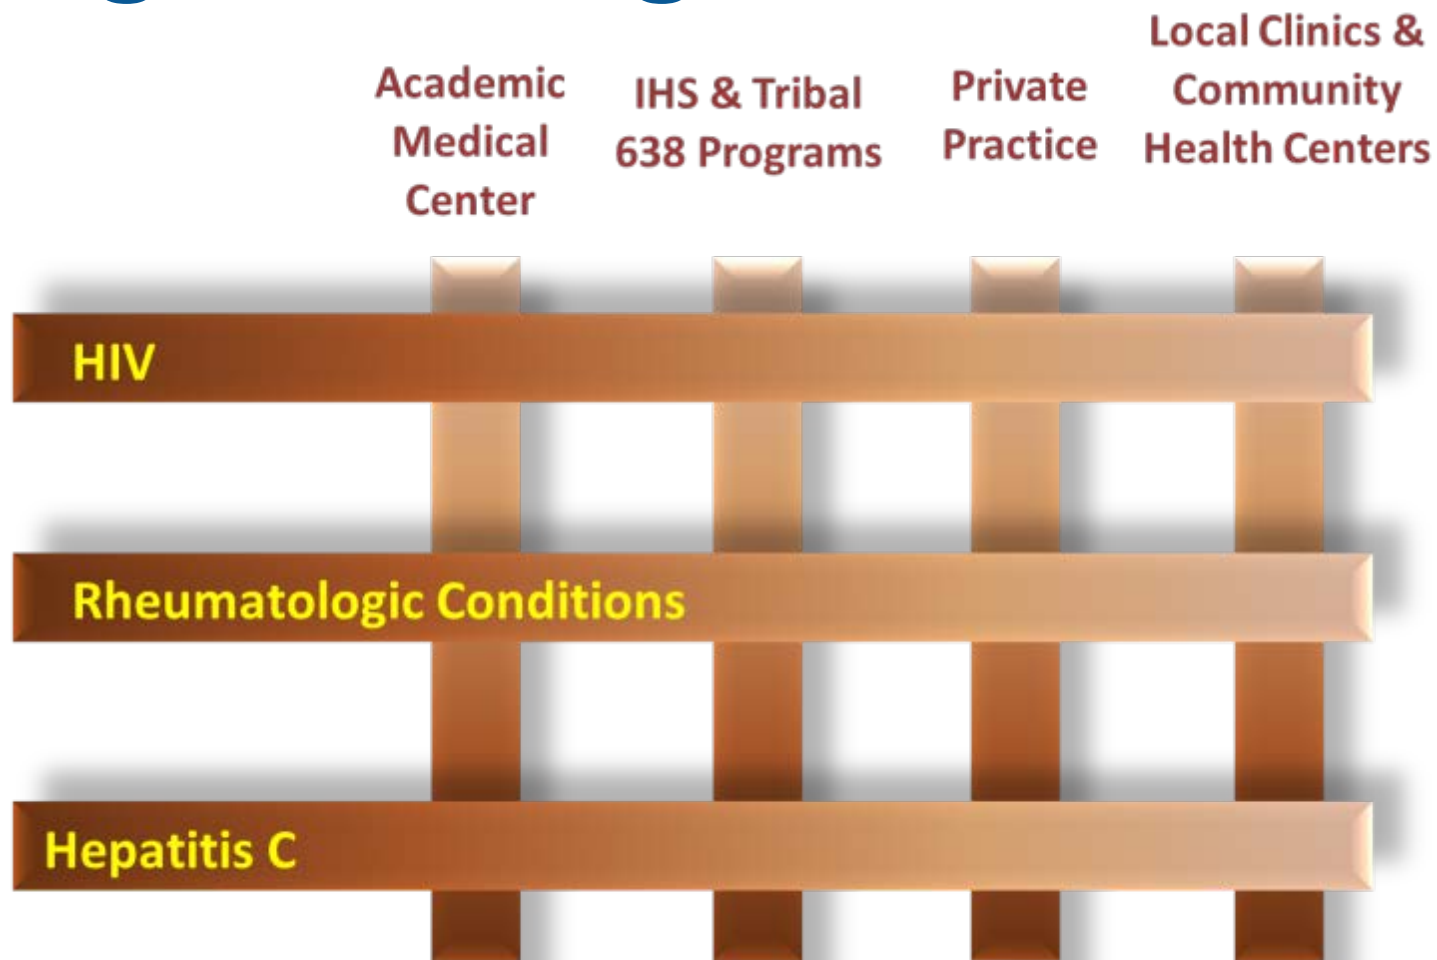 Academic
Medical
Center
IHS & Tribal
638 Programs
Private
Practice
Local Clinics &
Community
Health Centers
HIV
Rheumatologic Conditions
Hepatitis C